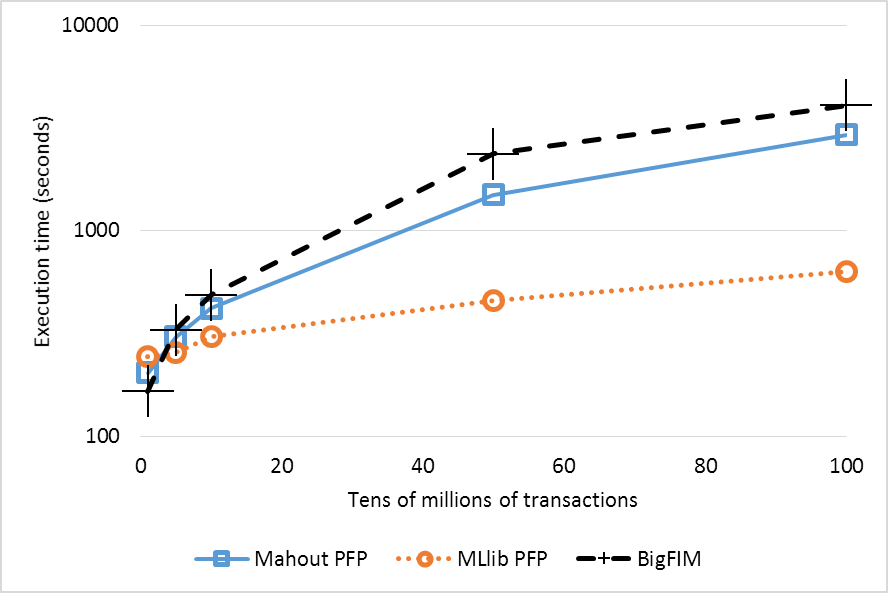 10000
1000
100
Execution time (seconds)
0 20 40 60 80 100
Tens of millions of transactions
Mahout PFP MLlib PFP BigFIM